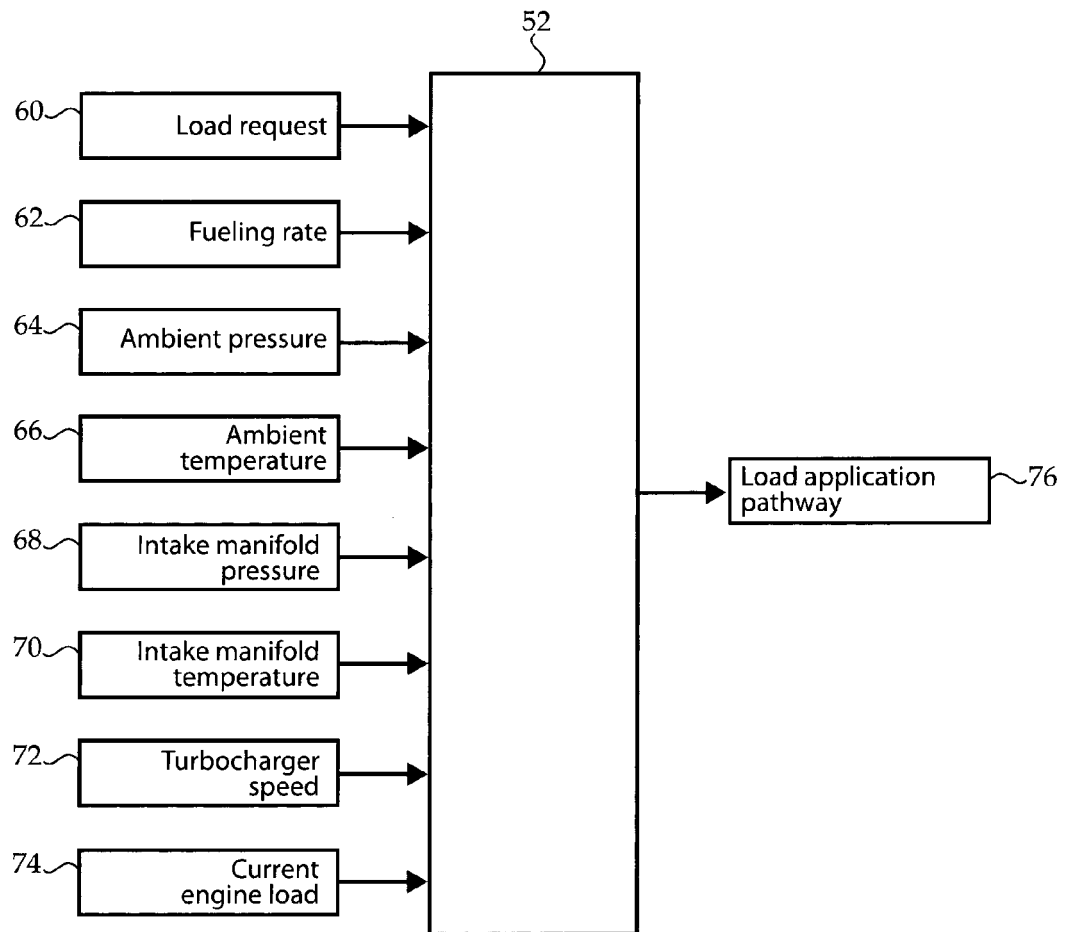 52
60
Load request
62
Fueling rate
64
Ambient pressure
66
Ambient
temperature
68
Intake manifold
pressure
70
Intake manifold
temperature
72
Turbocharger
speed
74
Current
engine load
Load application
pathway
76